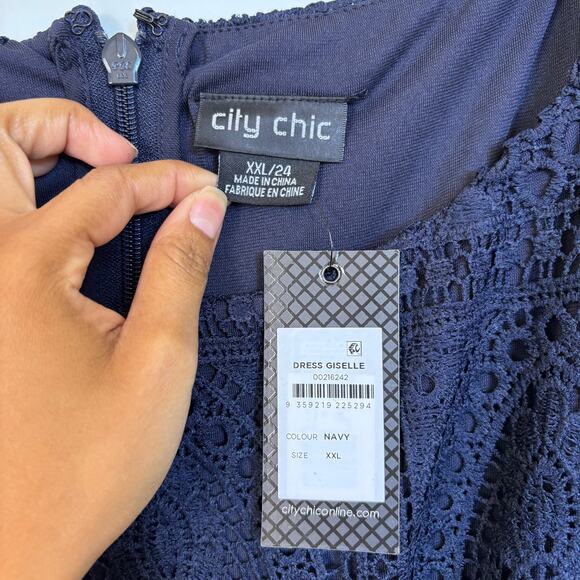 city chic
XXL/24
MADE IN CHINA
FABRIQUE EN CHINE
DRESS GISELLE
00216242
9 359219 225294
COLOUR NAVY
SIZE XXL
citychiconline.com